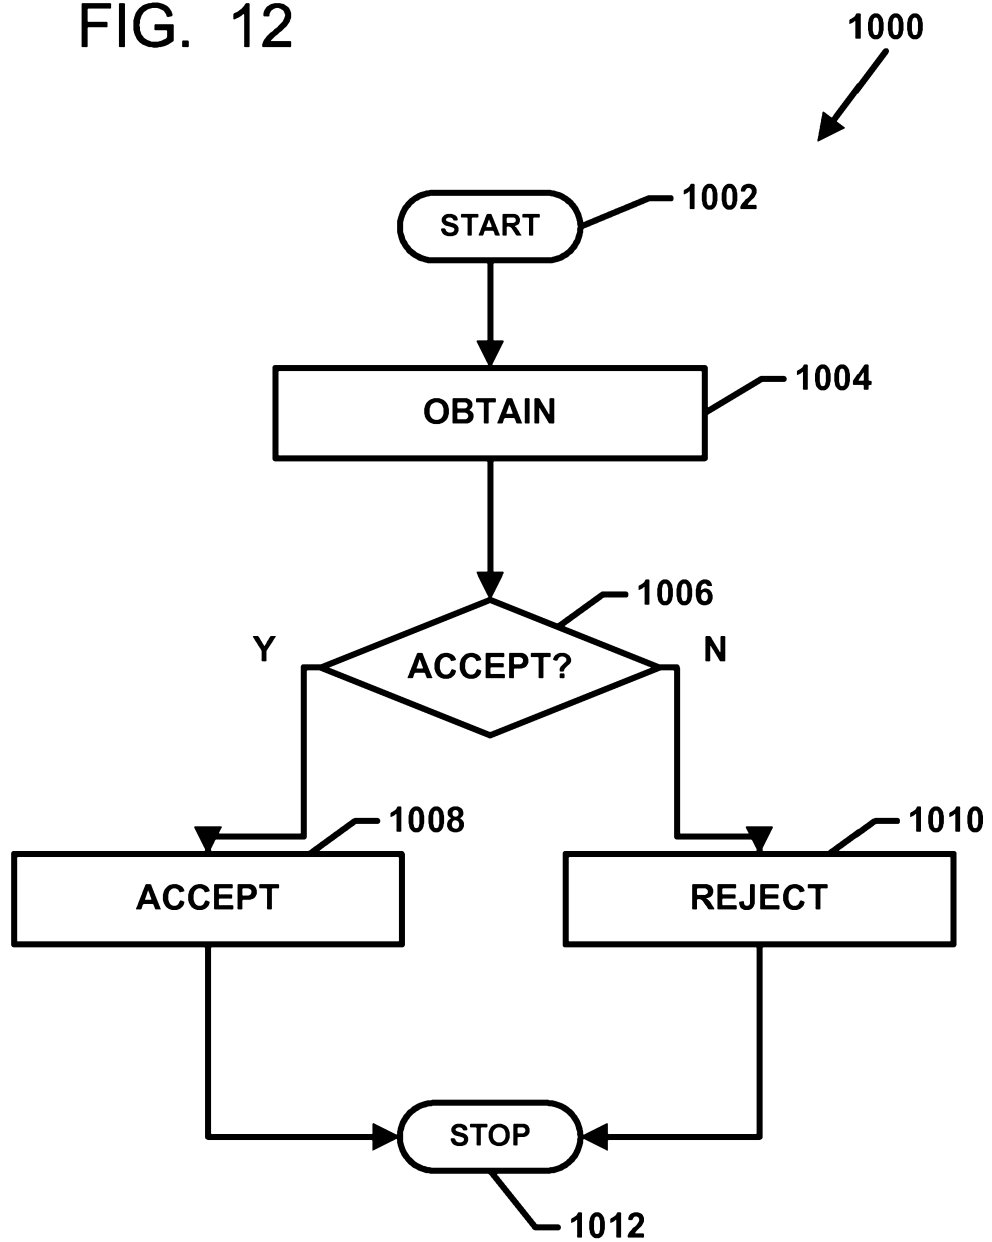 FIG. 12
1000
START
1002
OBTAIN
1004
1006
Y
ACCEPT?
N
1008
1010
ACCEPT
REJECT
STOP
1012